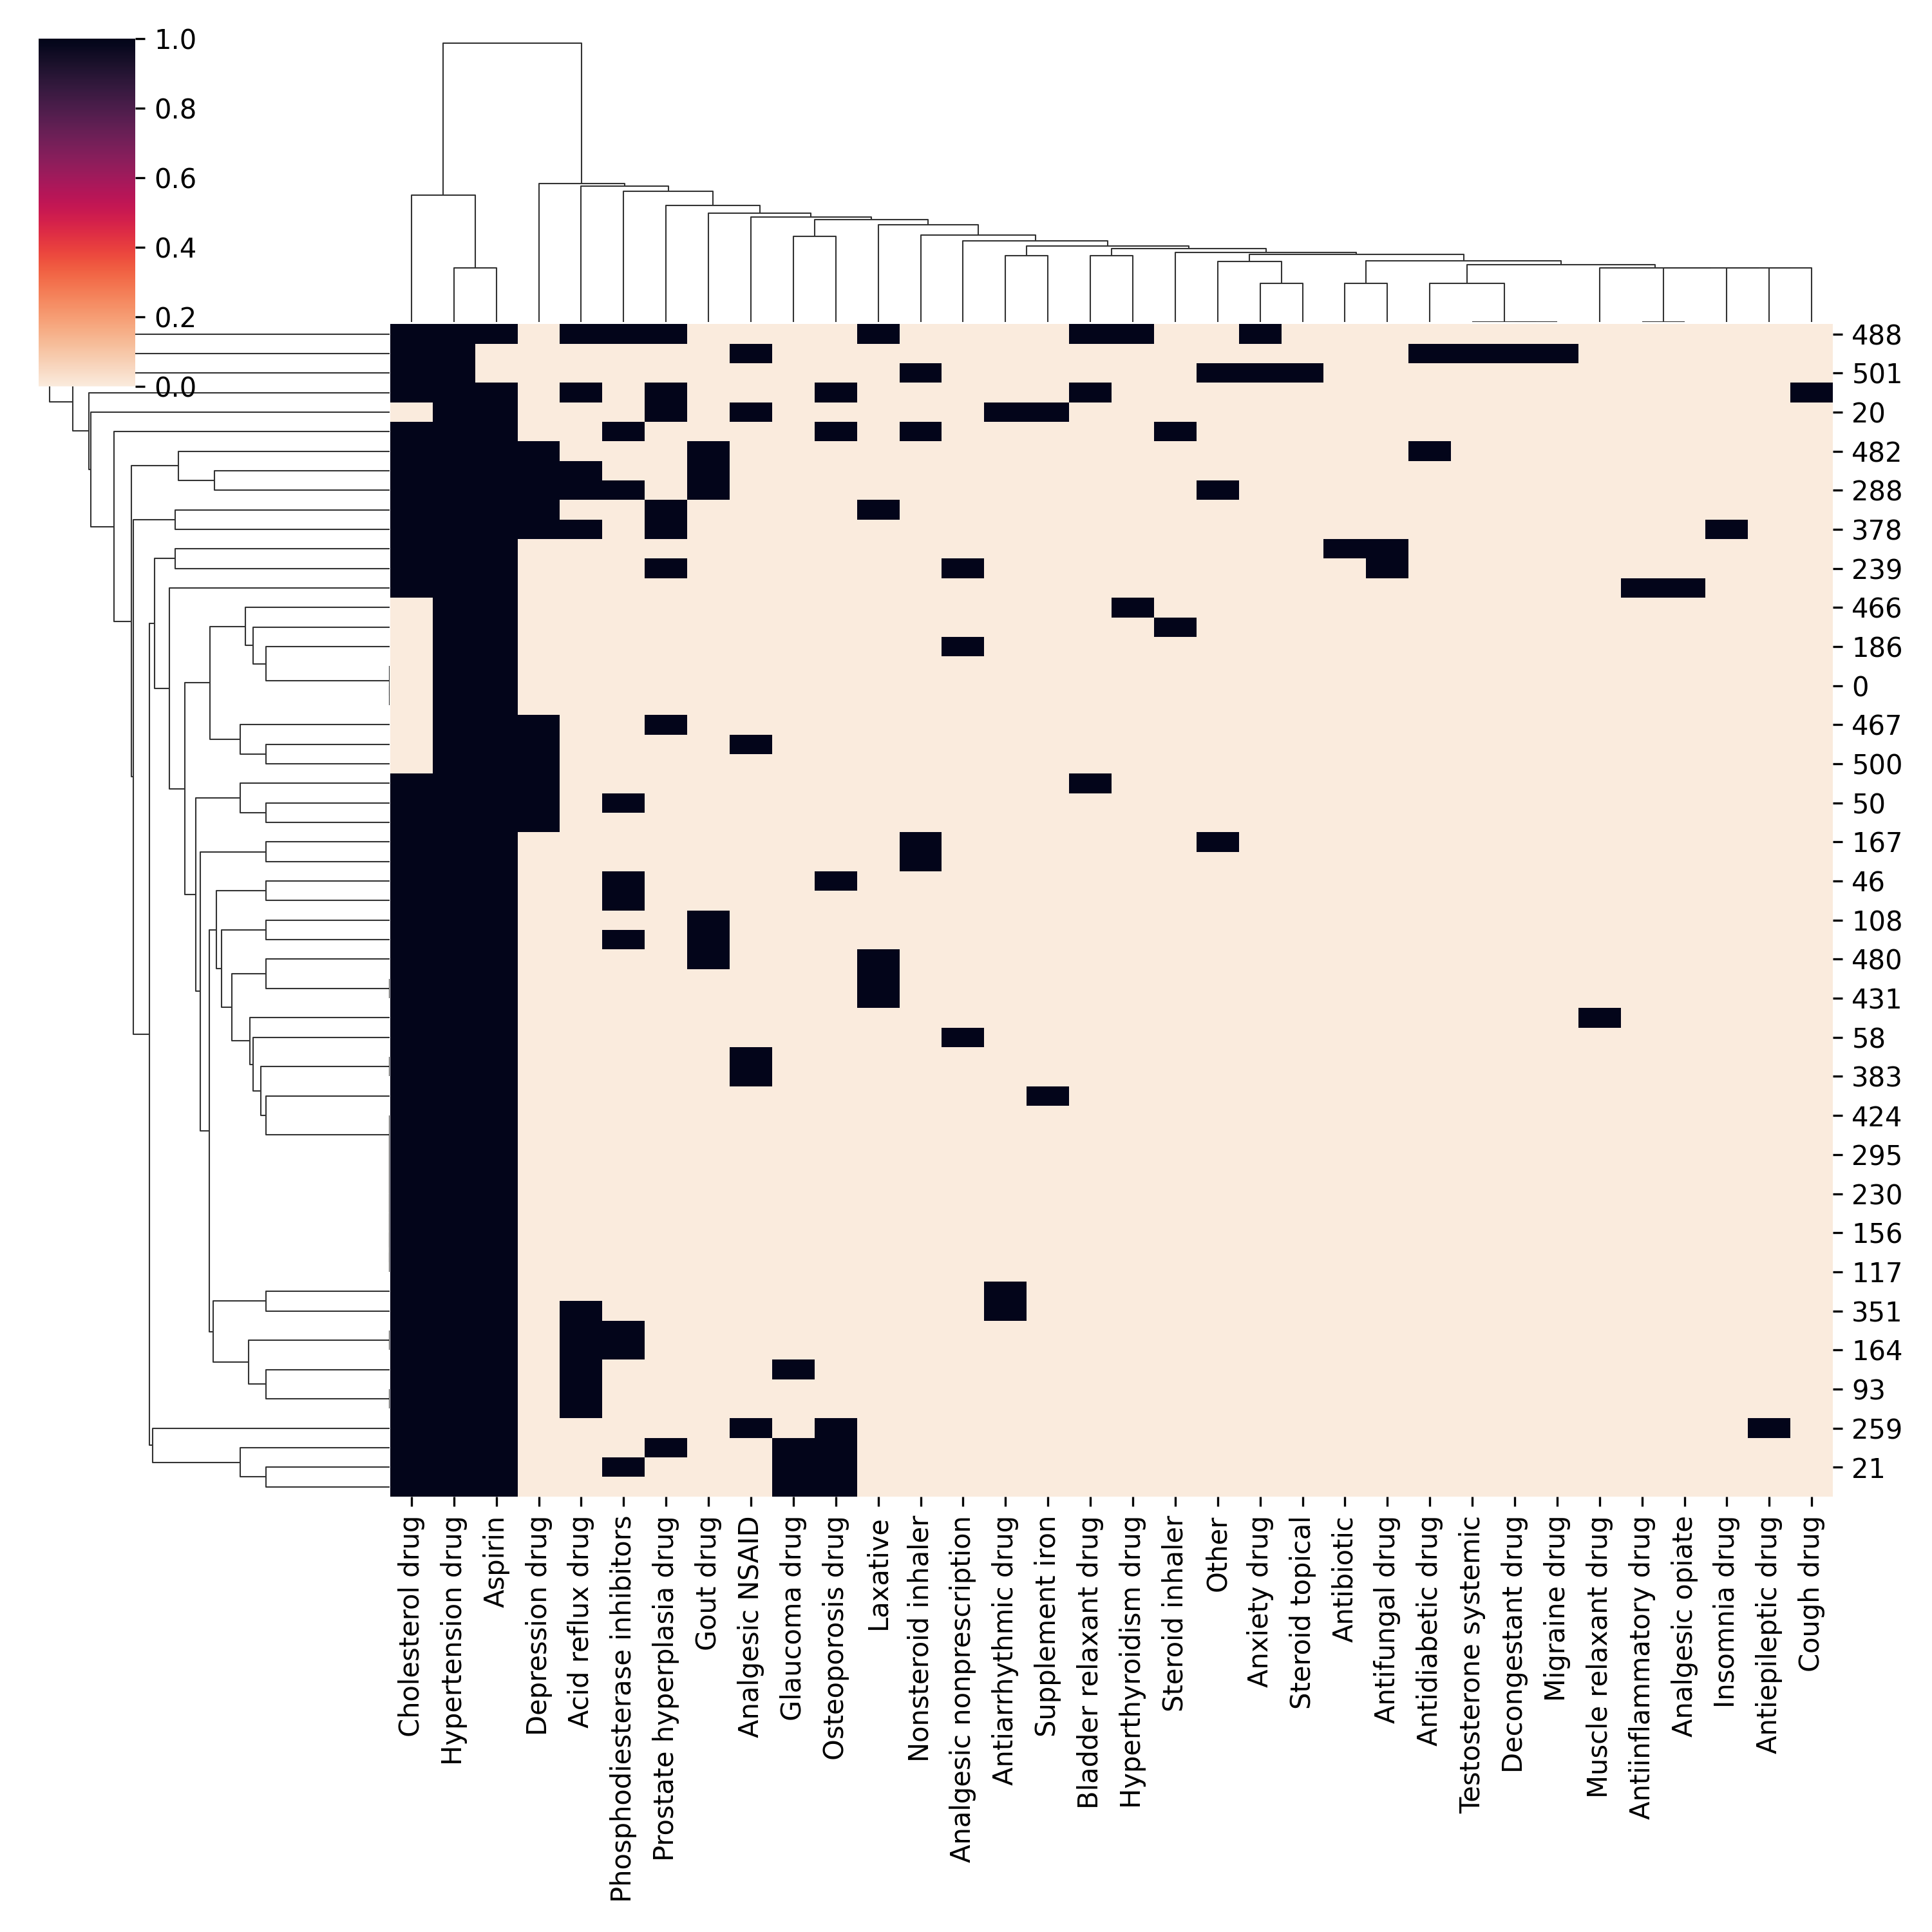 1.0
0.8
0.6
0.4
0.2
0.0
488
501
20
482
288
378
239
466
186
0
467
500
50
167
46
108
480
431
58
383
424
295
230
156
117
351
164
93
259
21
Cholesterol drug
Hypertension drug
Aspirin
Depression drug
Acid reflux drug
Phosphodiesterase inhibitors
Prostate hyperplasia drug
Gout drug
Analgesic NSAID
Glaucoma drug
Osteoporosis drug
Laxative
Nonsteroid inhaler
Analgesic nonprescription
Antiarrhythmic drug
Supplement iron
Bladder relaxant drug
Hyperthyroidism drug
Steroid inhaler
Other
Anxiety drug
Steroid topical
Antibiotic
Antifungal drug
Antidiabetic drug
Testosterone systemic
Decongestant drug
Migraine drug
Muscle relaxant drug
Antiinflammatory drug
Analgesic opiate
Insomnia drug
Antiepileptic drug
Cough drug